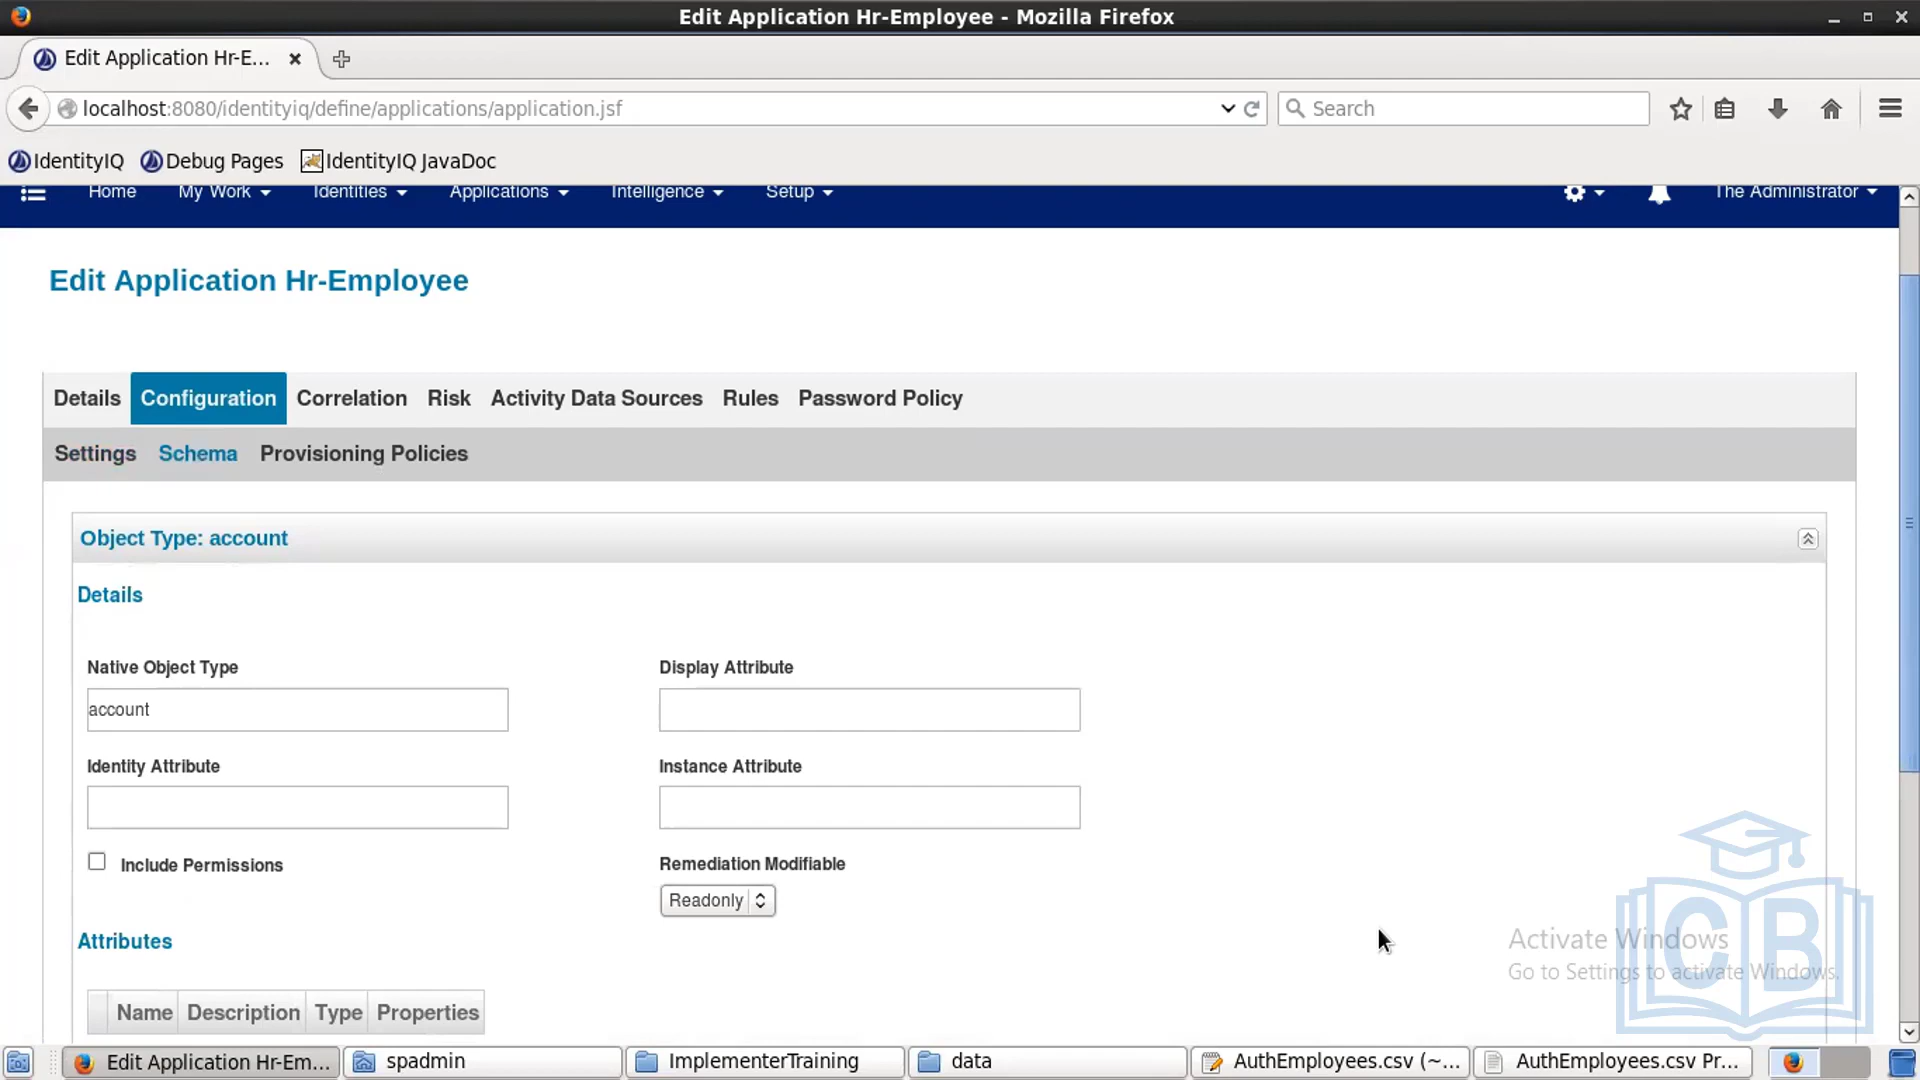 Edit Application Hr-Employee - Mozilla Firefox
Edit Application Hr-E...
localhost:8080/identityiq/define/applications/application.jsf
Search
IdentityIQ Debug Pages IdentityIQ JavaDoc
Home My Work Identities Applications Intelligence Setup The Administrator
Edit Application Hr-Employee
Details Configuration Correlation Risk Activity Data Sources Rules Password Policy
Settings Schema Provisioning Policies
Object Type: account
Details
Native Object Type Display Attribute
account
Identity Attribute Instance Attribute
Include Permissions Remediation Modifiable
Readonly
Attributes
Activate Windows
Go to Settings to activate Windows.
CB
Name Description Type Properties
Edit Application Hr-Em... spadmin ImplementerTraining data AuthEmployees.csv (~... AuthEmployees.csv Pr...